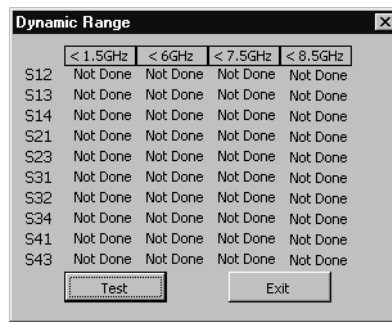 Dynamic Range
< 1.5GHz < 6GHz < 7.5GHz < 8.5GHz
S12 Not Done Not Done Not Done Not Done
S13 Not Done Not Done Not Done Not Done
S14 Not Done Not Done Not Done Not Done
S21 Not Done Not Done Not Done Not Done
S23 Not Done Not Done Not Done Not Done
S31 Not Done Not Done Not Done Not Done
S32 Not Done Not Done Not Done Not Done
S34 Not Done Not Done Not Done Not Done
S41 Not Done Not Done Not Done Not Done
S43 Not Done Not Done Not Done Not Done
Test Exit